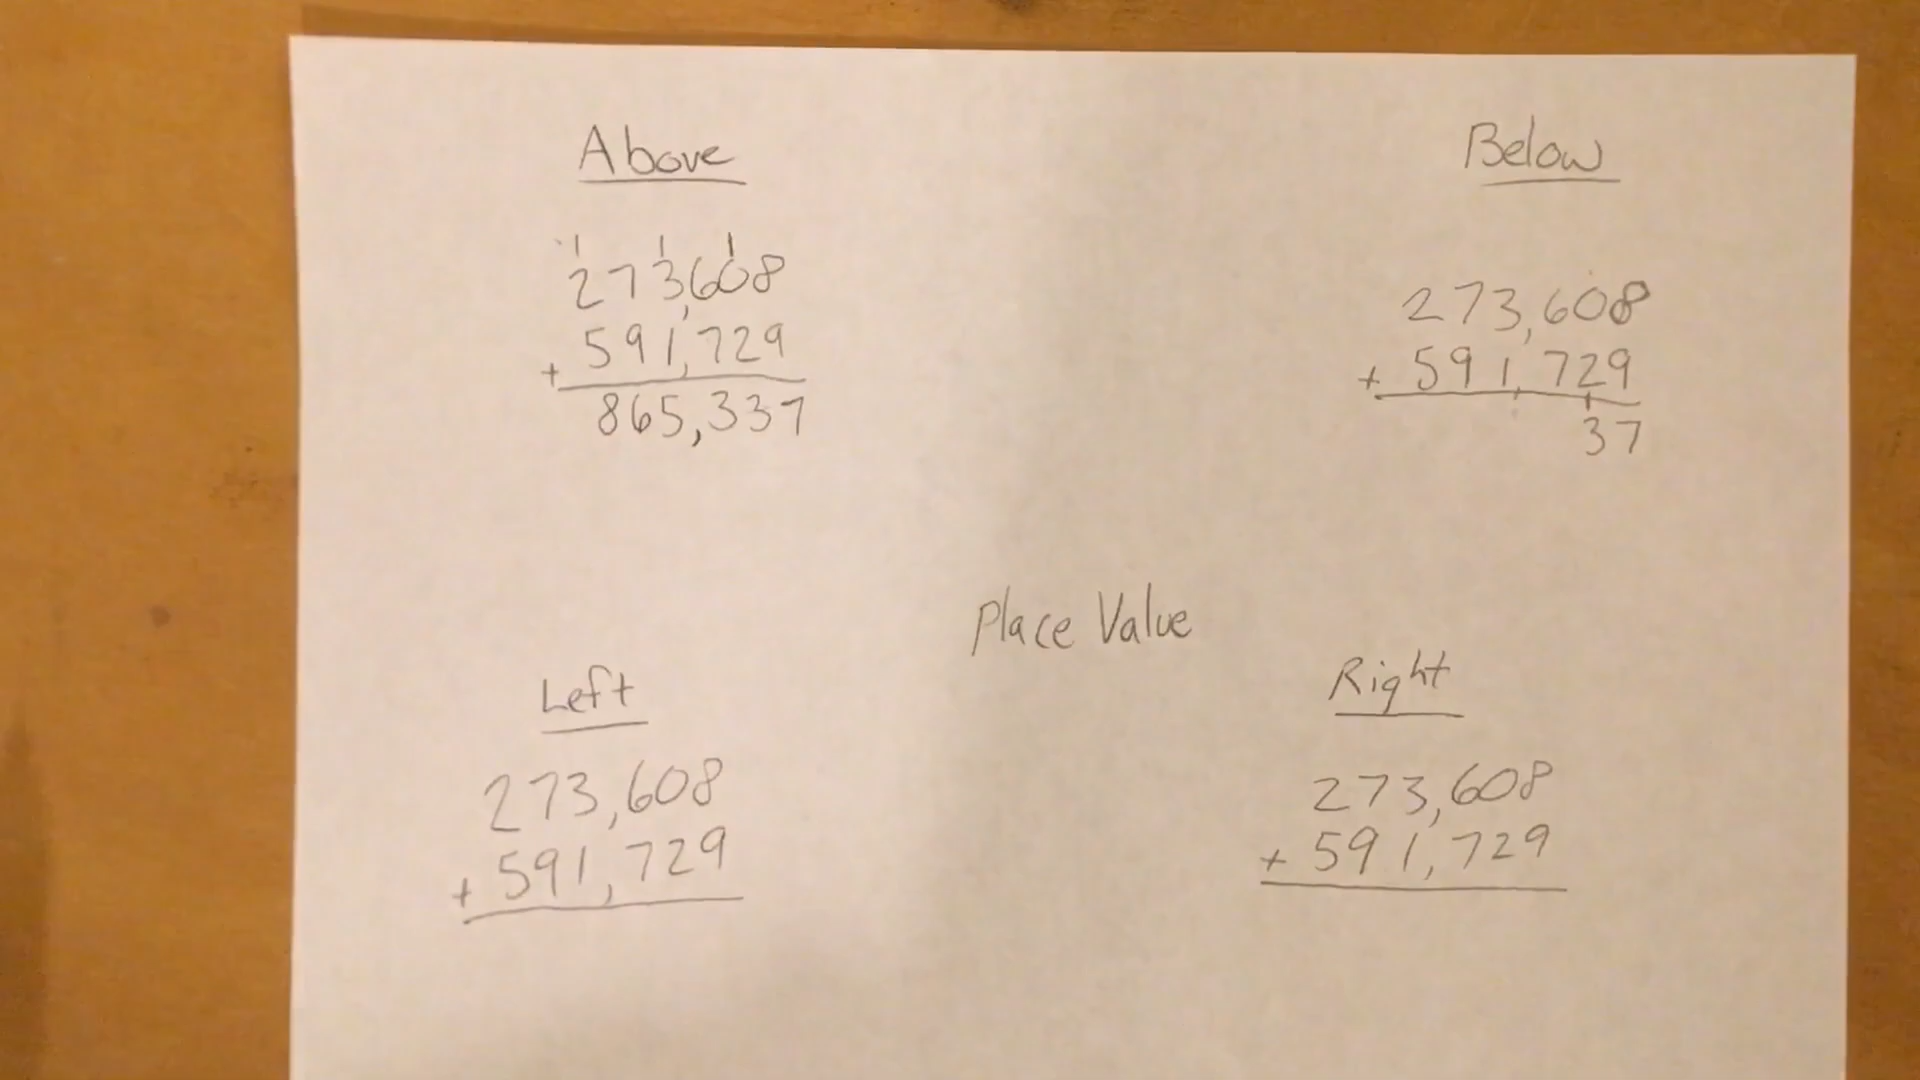 Above
1 1 1
273,608
591,729
+
865,337
Below
273,608
+ 591,729
1
37
Place Value
Left
273,608
+ 591,729
Right
273,608
+ 591,729